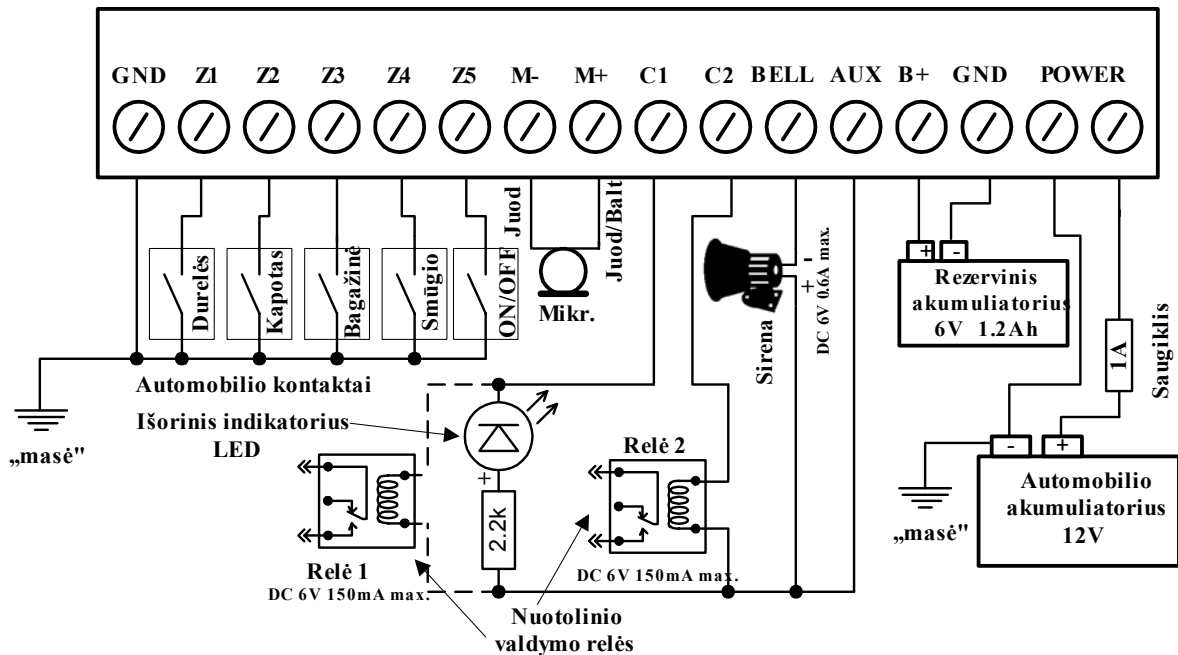 GND Z1 Z2 Z3 Z4 Z5 M- M+ C1 C2 BELL AUX B+ GND POWER
Durelės
Kapotas
Bagažinė
Smūgio
ON/OFF
Juod
Juod/Balt
Mikr.
Sirena
-
+
DC 6V 0.6A max.
+ -
Rezervinis
akumuliatorius
6V 1.2Ah
1A
Saugiklis
Automobilio kontaktai
„masė"
Išorinis indikatorius
LED
+
2.2k
Relė 1
DC 6V 150mA max.
Relė 2
DC 6V 150mA max.
Nuotolinio
valdymo relės
- +
„masė"
Automobilio
akumuliatorius
12V